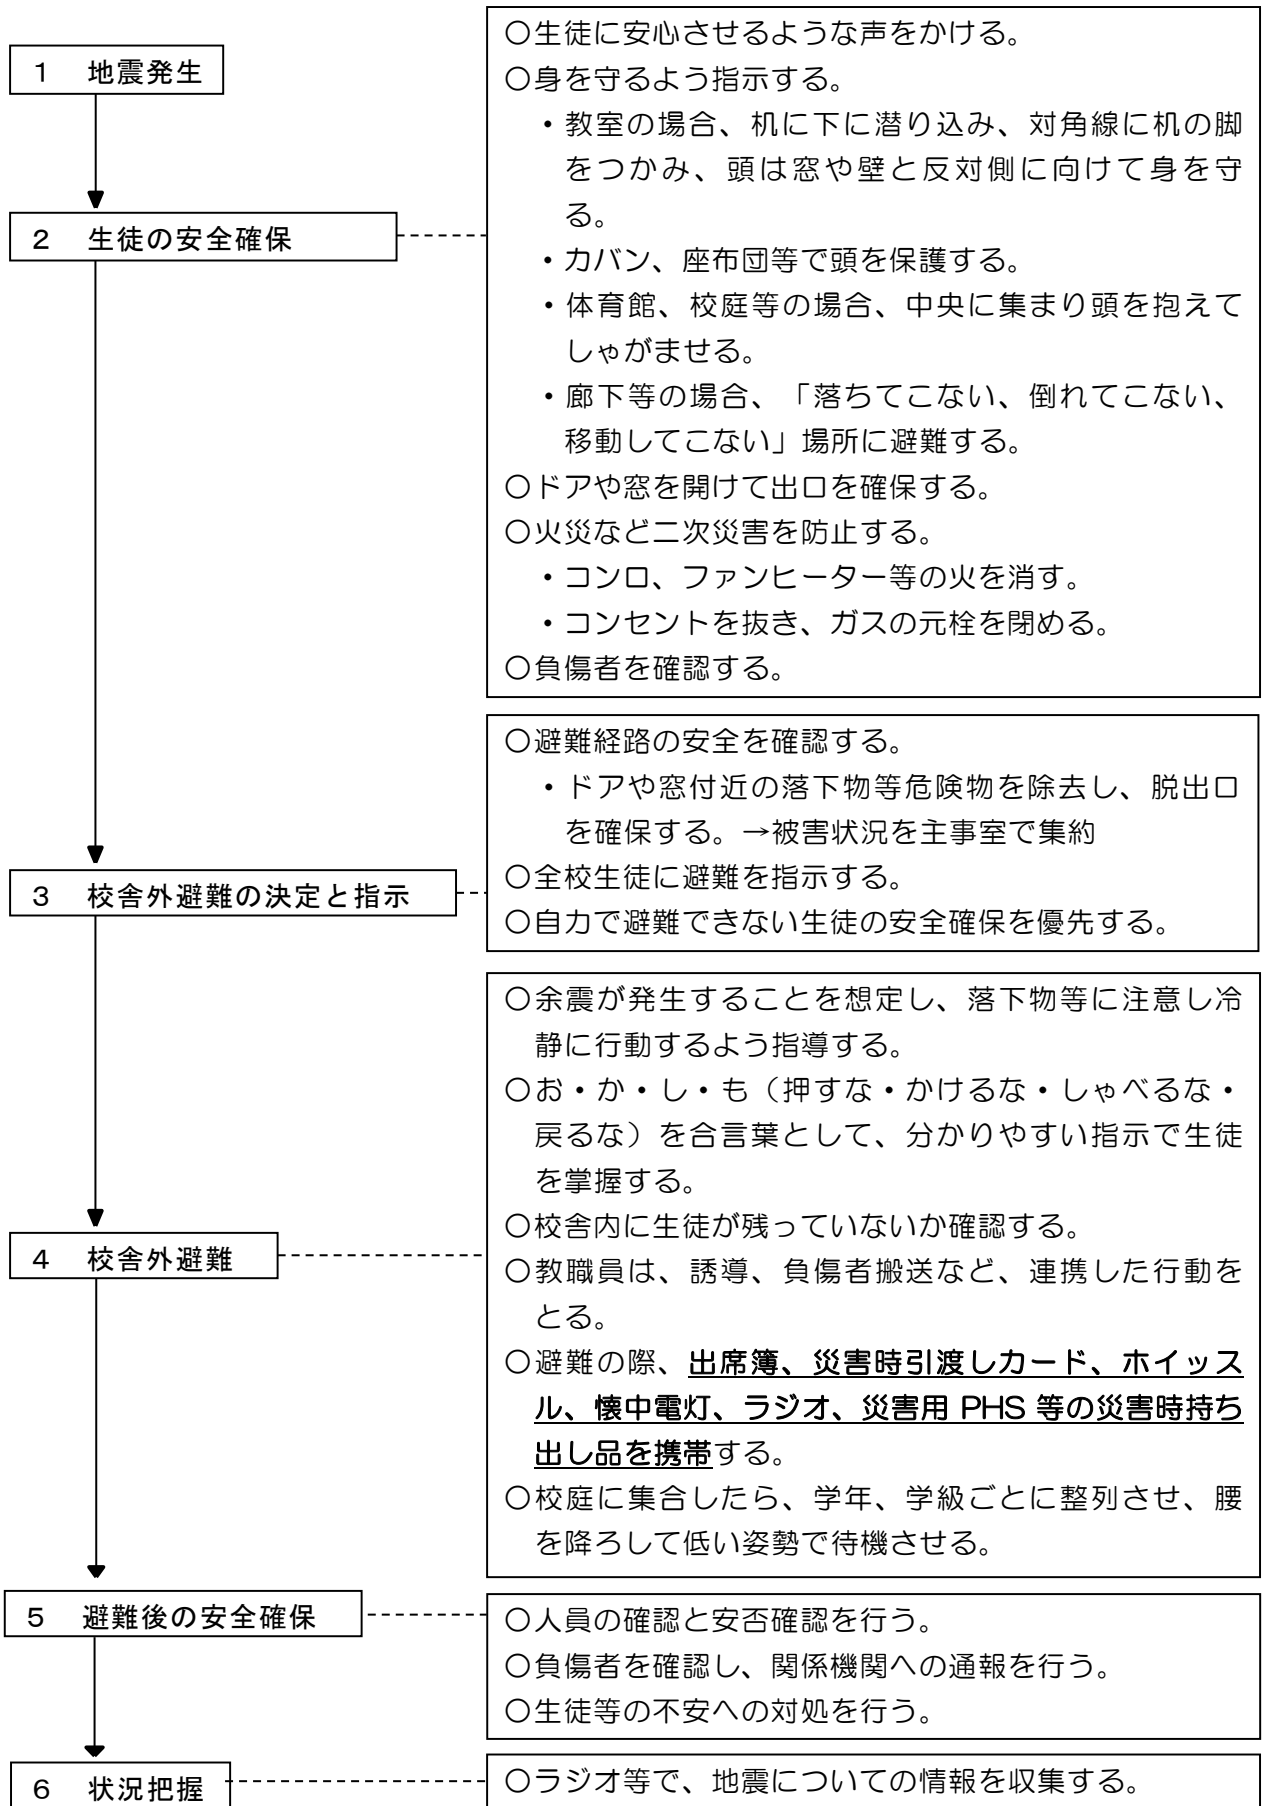 １　地震発生
○生徒に安心させるような声をかける。
○身を守るよう指示する。
・教室の場合、机に下に潜り込み、対角線に机の脚
をつかみ、頭は窓や壁と反対側に向けて身を守
る。
２　生徒の安全確保
・カバン、座布団等で頭を保護する。
・体育館、校庭等の場合、中央に集まり頭を抱えて
しゃがませる。
・廊下等の場合、「落ちてこない、倒れてこない、
移動してこない」場所に避難する。
○ドアや窓を開けて出口を確保する。
○火災など二次災害を防止する。
・コンロ、ファンヒーター等の火を消す。
・コンセントを抜き、ガスの元栓を閉める。
○負傷者を確認する。
３　校舎外避難の決定と指示
○避難経路の安全を確認する。
・ドアや窓付近の落下物等危険物を除去し、脱出口
を確保する。→被害状況を主事室で集約
○全校生徒に避難を指示する。
○自力で避難できない生徒の安全確保を優先する。
４　校舎外避難
○余震が発生することを想定し、落下物等に注意し冷
静に行動するよう指導する。
○お・か・し・も（押すな・かけるな・しゃべるな・
戻るな）を合言葉として、分かりやすい指示で生徒
を掌握する。
○校舎内に生徒が残っていないか確認する。
○教職員は、誘導、負傷者搬送など、連携した行動を
とる。
○避難の際、出席簿、災害時引渡しカード、ホイッス
ル、懐中電灯、ラジオ、災害用 PHS 等の災害時持ち
出し品を携帯する。
○校庭に集合したら、学年、学級ごとに整列させ、腰
を降ろして低い姿勢で待機させる。
５　避難後の安全確保
○人員の確認と安否確認を行う。
○負傷者を確認し、関係機関への通報を行う。
○生徒等の不安への対処を行う。
６　状況把握
○ラジオ等で、地震についての情報を収集する。